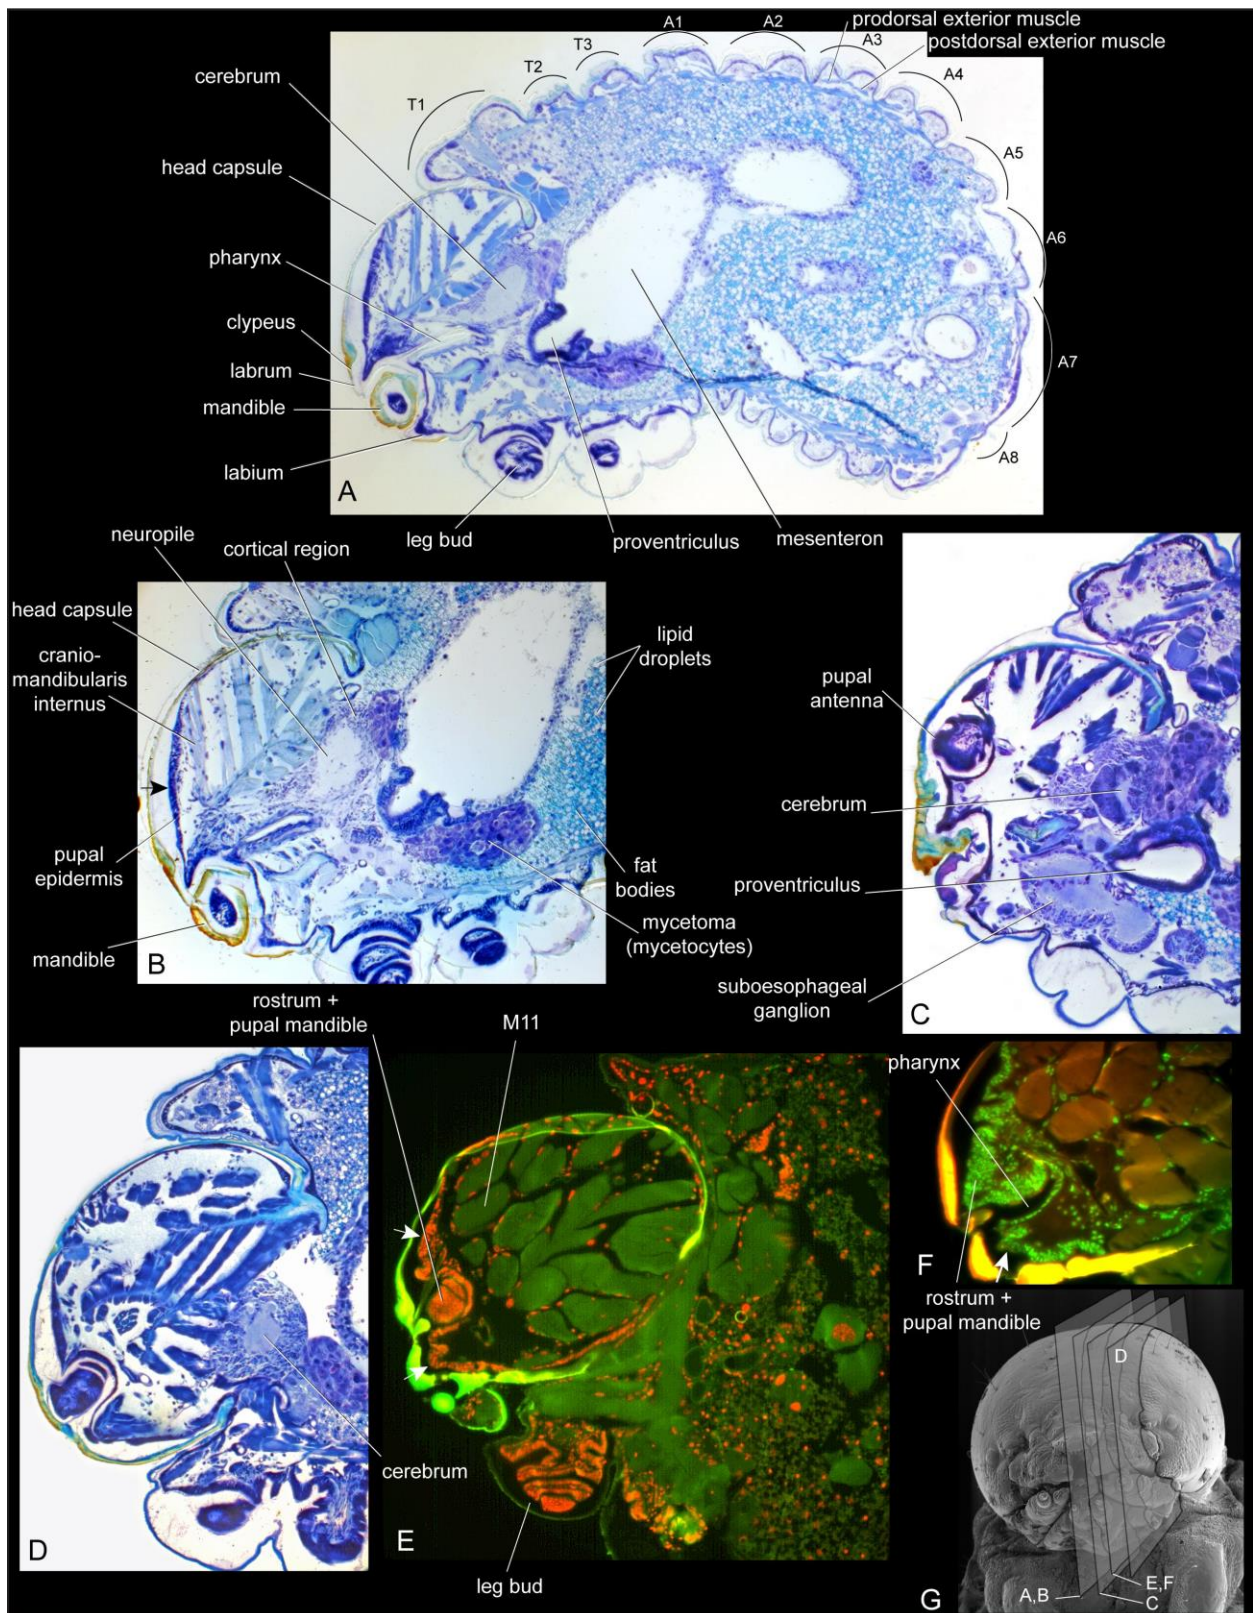 A1
A2
prodorsal exterior muscle
A3
postdorsal exterior muscle
T3
T2
A4
cerebrum
T1
A5
head capsule
A6
pharynx
clypeus
labrum
A7
mandible
A8
labium
A
leg bud
proventriculus
mesenteron
neuropile
cortical region
head capsule
cranio-
mandibularis
internus
lipid
droplets
pupal
antenna
cerebrum
pupal
epidermis
fat
bodies
proventriculus
mycetoma
(mycetocytes)
mandible
B
suboesophageal
ganglion
C
rostrum +
pupal mandible
M11
pharynx
F
rostrum +
pupal mandible
D
cerebrum
D
E
leg bud
E,F
A,B
C
G